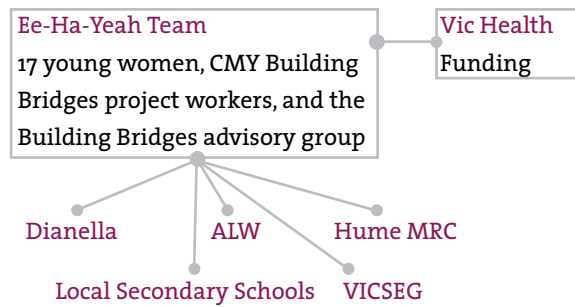 Ee-Ha-Yeah Team
17 young women, CMY Building
Bridges project workers, and the
Building Bridges advisory group
Vic Health
Funding
Dianella
ALW
Hume MRC
Local Secondary Schools
VICSEG